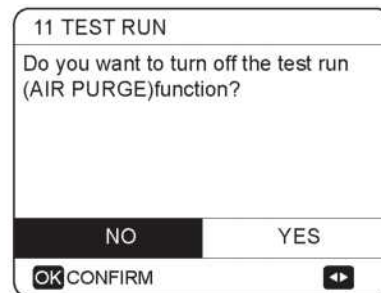 11 TEST RUN
Do you want to turn off the test run
(AIR PURGE)function?
NO YES
OK CONFIRM